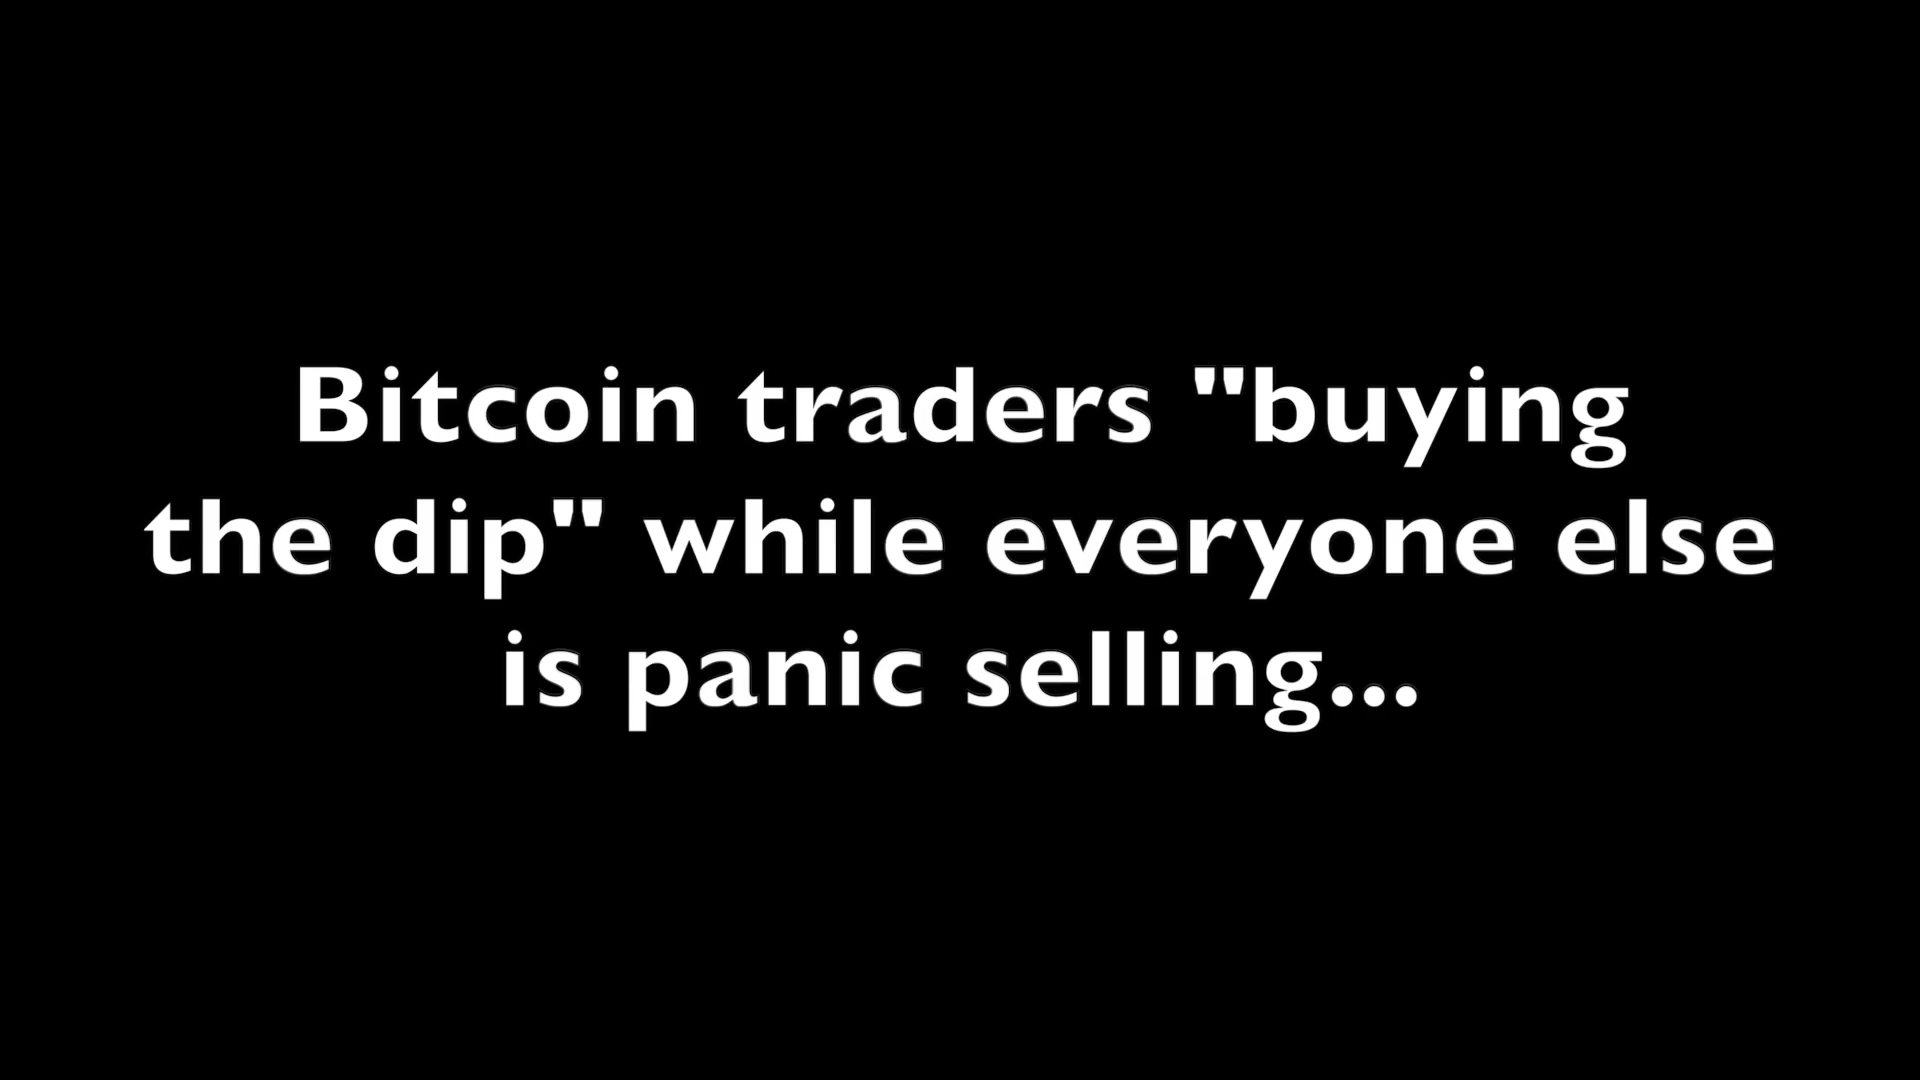 Bitcoin traders "buying
the dip" while everyone else
is panic selling...